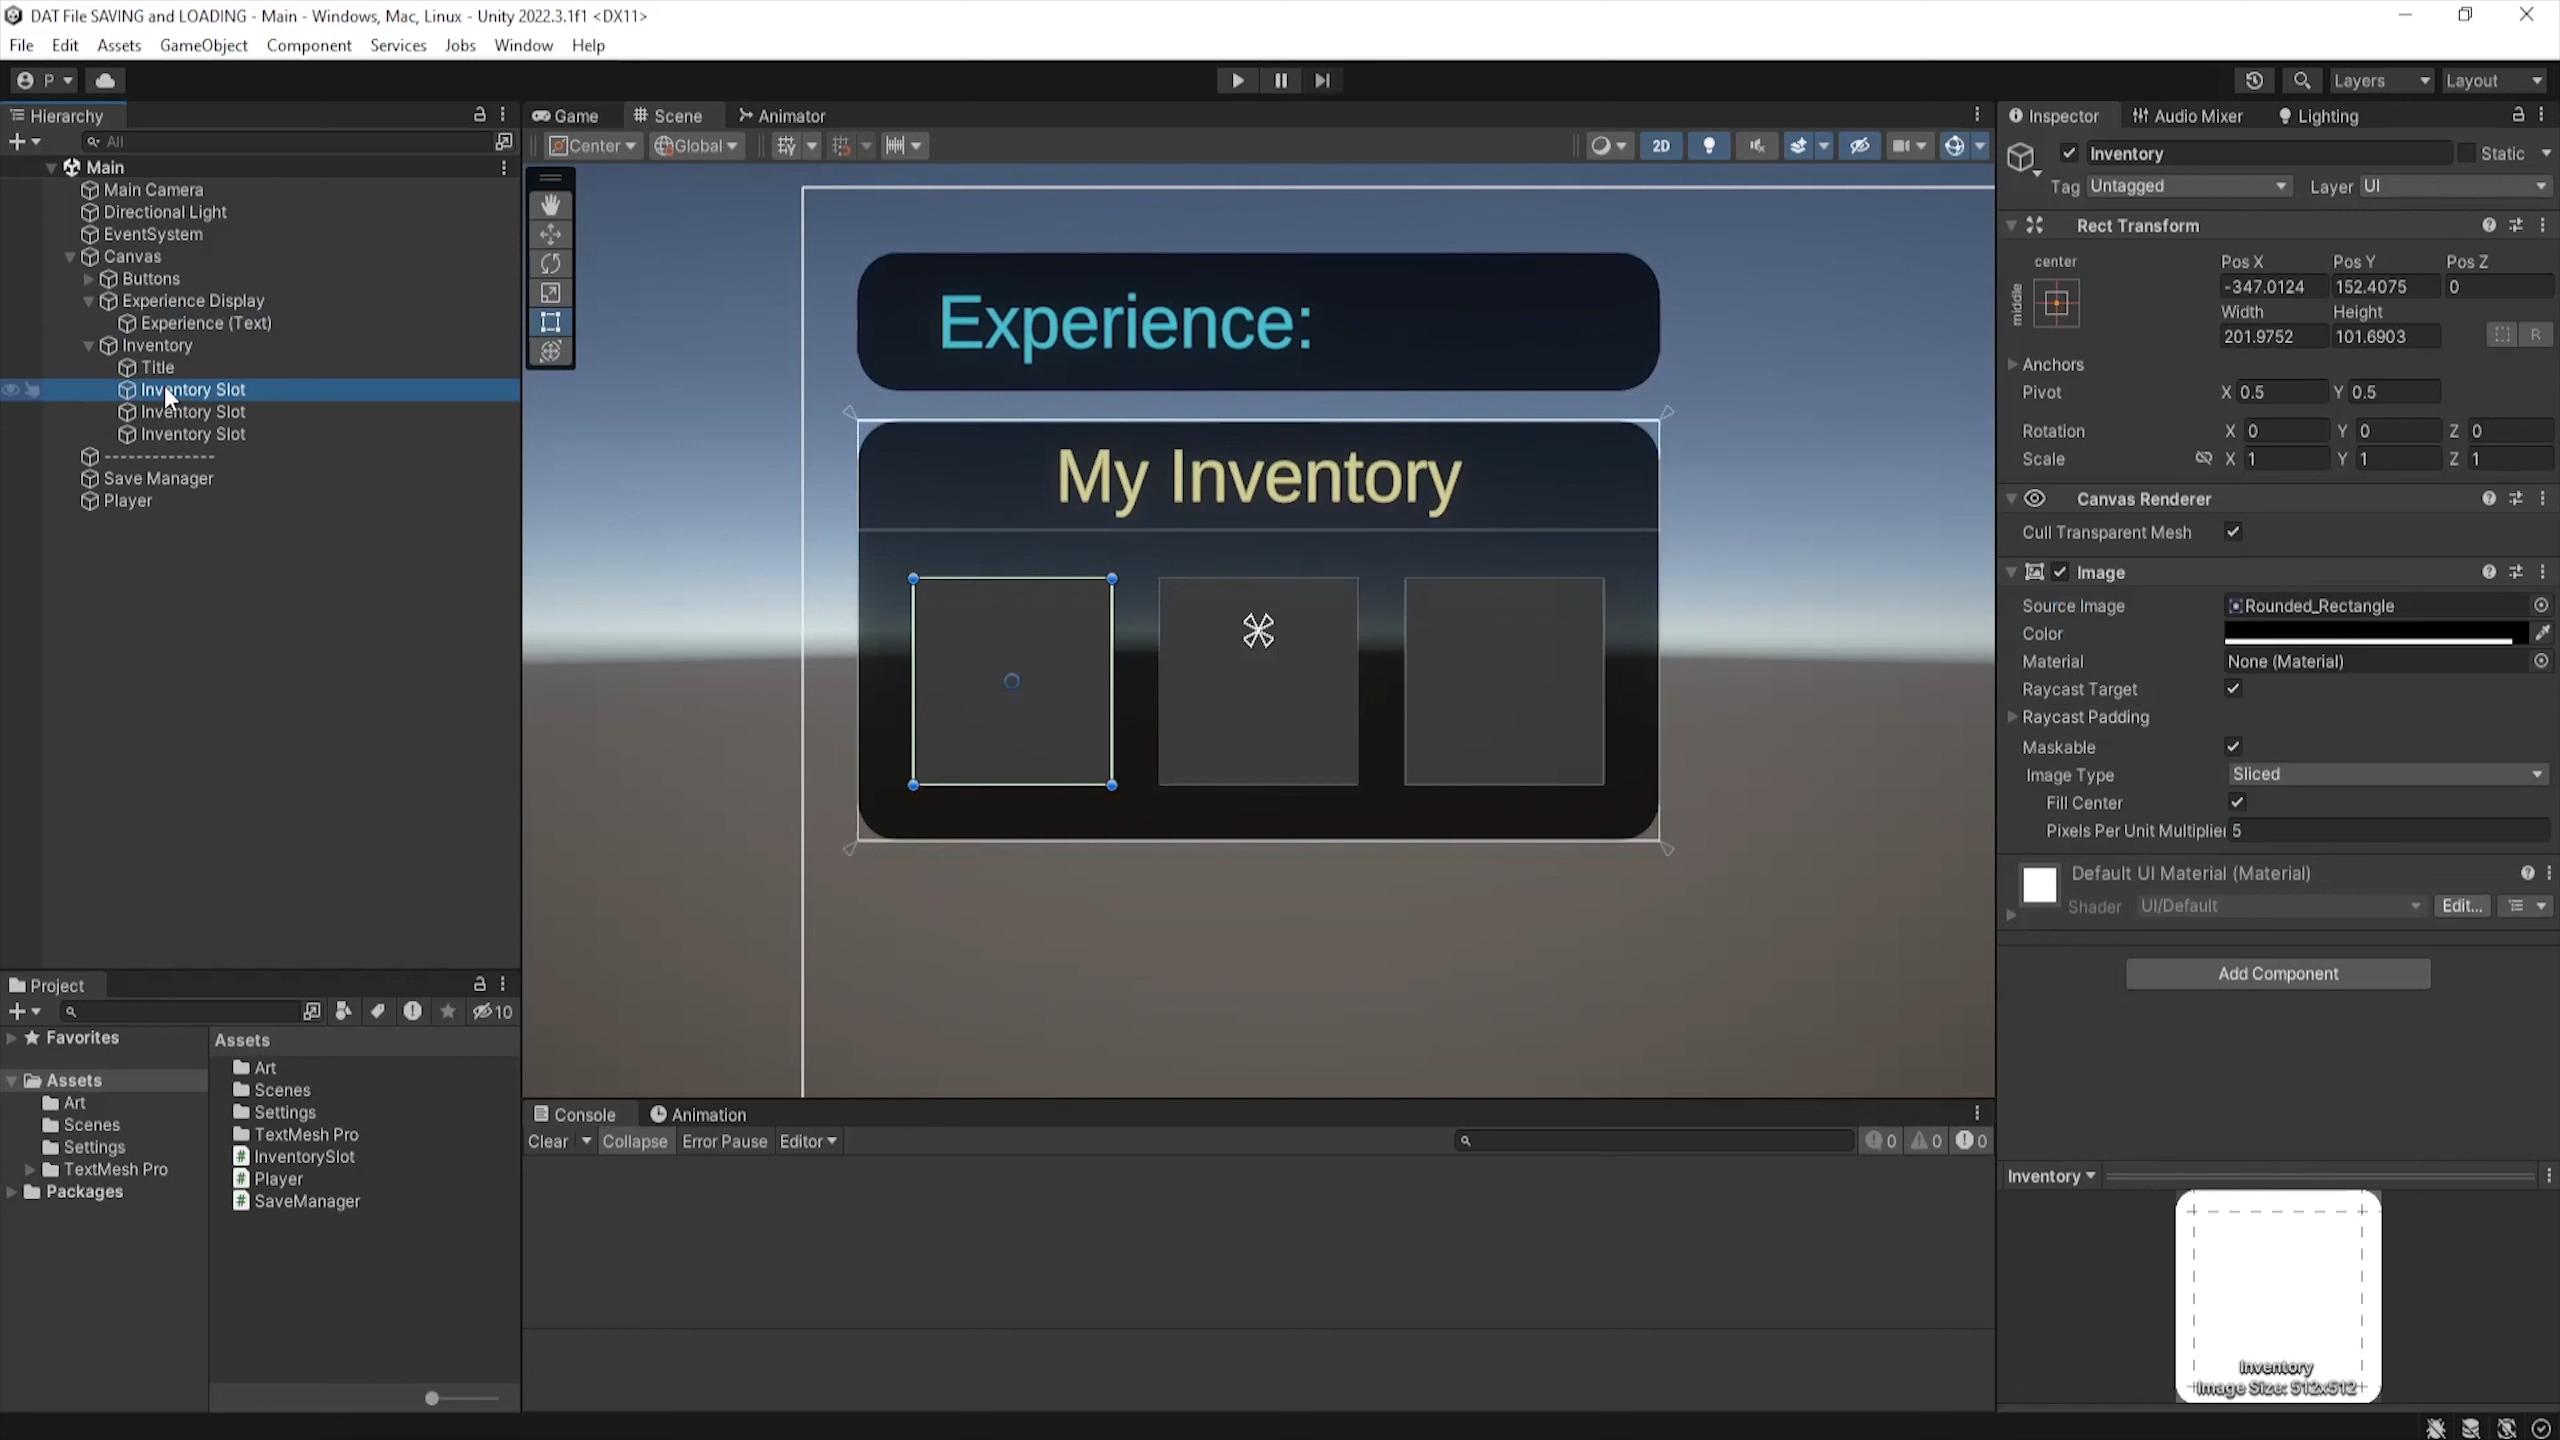 DAT File SAVING and LOADING - Main - Windows, Mac, Linux - Unity 2022.3.1f1 <DX11>
File Edit Assets GameObject Component Services Jobs Window Help
P Layers Layout
Hierarchy
All
Main
Main Camera
Directional Light
EventSystem
Canvas
Buttons
Experience Display
Experience (Text)
Inventory
Title
Inventory Slot
Inventory Slot
Inventory Slot
--------------
Save Manager
Player
Game Scene Animator
Center Global 2D
Experience:
My Inventory
Inspector Audio Mixer Lighting
Inventory Static
Tag Untagged Layer UI
Rect Transform
center
middle
Pos X Pos Y Pos Z
-347.0124 152.4075 0
Width Height
201.9752 101.6903 R
Anchors
Pivot X 0.5 Y 0.5
Rotation X 0 Y 0 Z 0
Scale X 1 Y 1 Z 1
Canvas Renderer
Cull Transparent Mesh
Image
Source Image Rounded_Rectangle
Color
Material None (Material)
Raycast Target
Raycast Padding
Maskable
Image Type Sliced
Fill Center
Pixels Per Unit Multiplier 5
Default UI Material (Material)
Shader UI/Default Edit...
Add Component
Inventory
Inventory
Image Size: 512x512
Project
10
Favorites
Assets
Art
Scenes
Settings
TextMesh Pro
Packages
Assets
Art
Scenes
Settings
TextMesh Pro
InventorySlot
Player
SaveManager
Console Animation
Clear Collapse Error Pause Editor 0 0 0